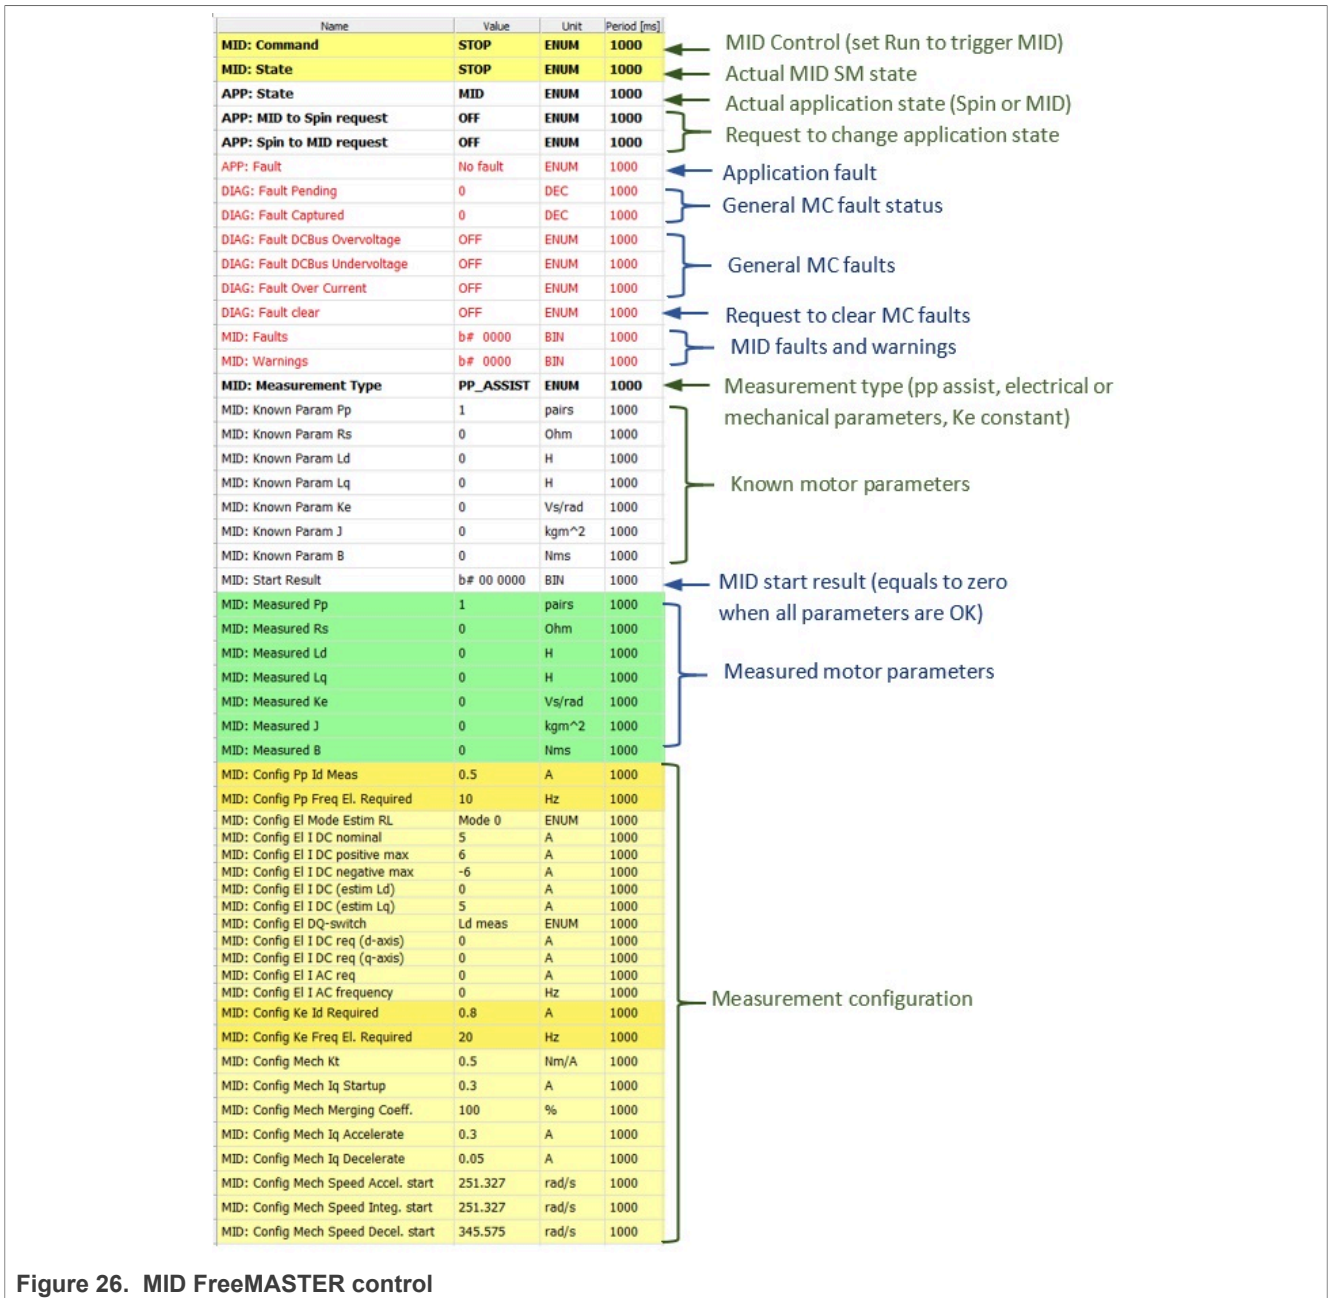 Name Value Unit Period [ms]
MID: Command STOP ENUM 1000
MID: State STOP ENUM 1000
APP: State MID ENUM 1000
APP: MID to Spin request OFF ENUM 1000
APP: Spin to MID request OFF ENUM 1000
APP: Fault No fault ENUM 1000
DIAG: Fault Pending 0 DEC 1000
DIAG: Fault Captured 0 DEC 1000
DIAG: Fault DCBus Overvoltage OFF ENUM 1000
DIAG: Fault DCBus Undervoltage OFF ENUM 1000
DIAG: Fault Over Current OFF ENUM 1000
DIAG: Fault clear OFF ENUM 1000
MID: Faults b# 0000 BIN 1000
MID: Warnings b# 0000 BIN 1000
MID: Measurement Type PP_ASSIST ENUM 1000
MID: Known Param Pp 1 pairs 1000
MID: Known Param Rs 0 Ohm 1000
MID: Known Param Ld 0 H 1000
MID: Known Param Lq 0 H 1000
MID: Known Param Ke 0 Vs/rad 1000
MID: Known Param J 0 kgm^2 1000
MID: Known Param B 0 Nms 1000
MID: Start Result b# 00 0000 BIN 1000
MID: Measured Pp 1 pairs 1000
MID: Measured Rs 0 Ohm 1000
MID: Measured Ld 0 H 1000
MID: Measured Lq 0 H 1000
MID: Measured Ke 0 Vs/rad 1000
MID: Measured J 0 kgm^2 1000
MID: Measured B 0 Nms 1000
MID: Config Pp Id Meas 0.5 A 1000
MID: Config Pp Freq El. Required 10 Hz 1000
MID: Config El Mode Estim RL Mode 0 ENUM 1000
MID: Config El I DC nominal 5 A 1000
MID: Config El I DC positive max 6 A 1000
MID: Config El I DC negative max -6 A 1000
MID: Config El I DC (estim Ld) 0 A 1000
MID: Config El I DC (estim Lq) 5 A 1000
MID: Config El DQ-switch Ld meas ENUM 1000
MID: Config El I DC req (d-axis) 0 A 1000
MID: Config El I DC req (q-axis) 0 A 1000
MID: Config El I AC req 0 A 1000
MID: Config El I AC frequency 0 Hz 1000
MID: Config Ke Id Required 0.8 A 1000
MID: Config Ke Freq El. Required 20 Hz 1000
MID: Config Mech Kt 0.5 Nm/A 1000
MID: Config Mech Iq Startup 0.3 A 1000
MID: Config Mech Merging Coeff. 100 % 1000
MID: Config Mech Iq Accelerate 0.3 A 1000
MID: Config Mech Iq Decelerate 0.05 A 1000
MID: Config Mech Speed Accel. start 251.327 rad/s 1000
MID: Config Mech Speed Integ. start 251.327 rad/s 1000
MID: Config Mech Speed Decel. start 345.575 rad/s 1000
MID Control (set Run to trigger MID)
Actual MID SM state
Actual application state (Spin or MID)
Request to change application state
Application fault
General MC fault status
General MC faults
Request to clear MC faults
MID faults and warnings
Measurement type (pp assist, electrical or
mechanical parameters, Ke constant)
Known motor parameters
MID start result (equals to zero
when all parameters are OK)
Measured motor parameters
Measurement configuration
Figure 26. MID FreeMASTER control